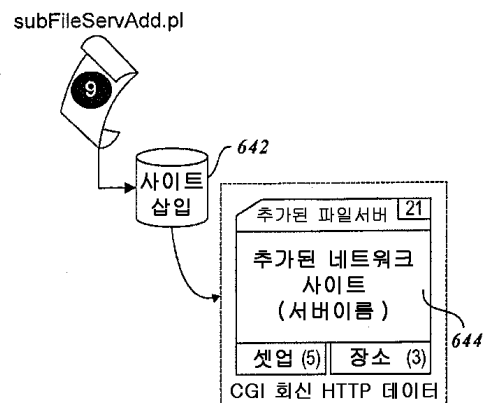 subFileServAdd.pl
9
642
사이트
삽입
추가된 파일서버 21
추가된 네트워크
사이트
(서버이름)
644
셋업 (5) 장소 (3)
CGI 회신 HTTP 데이터